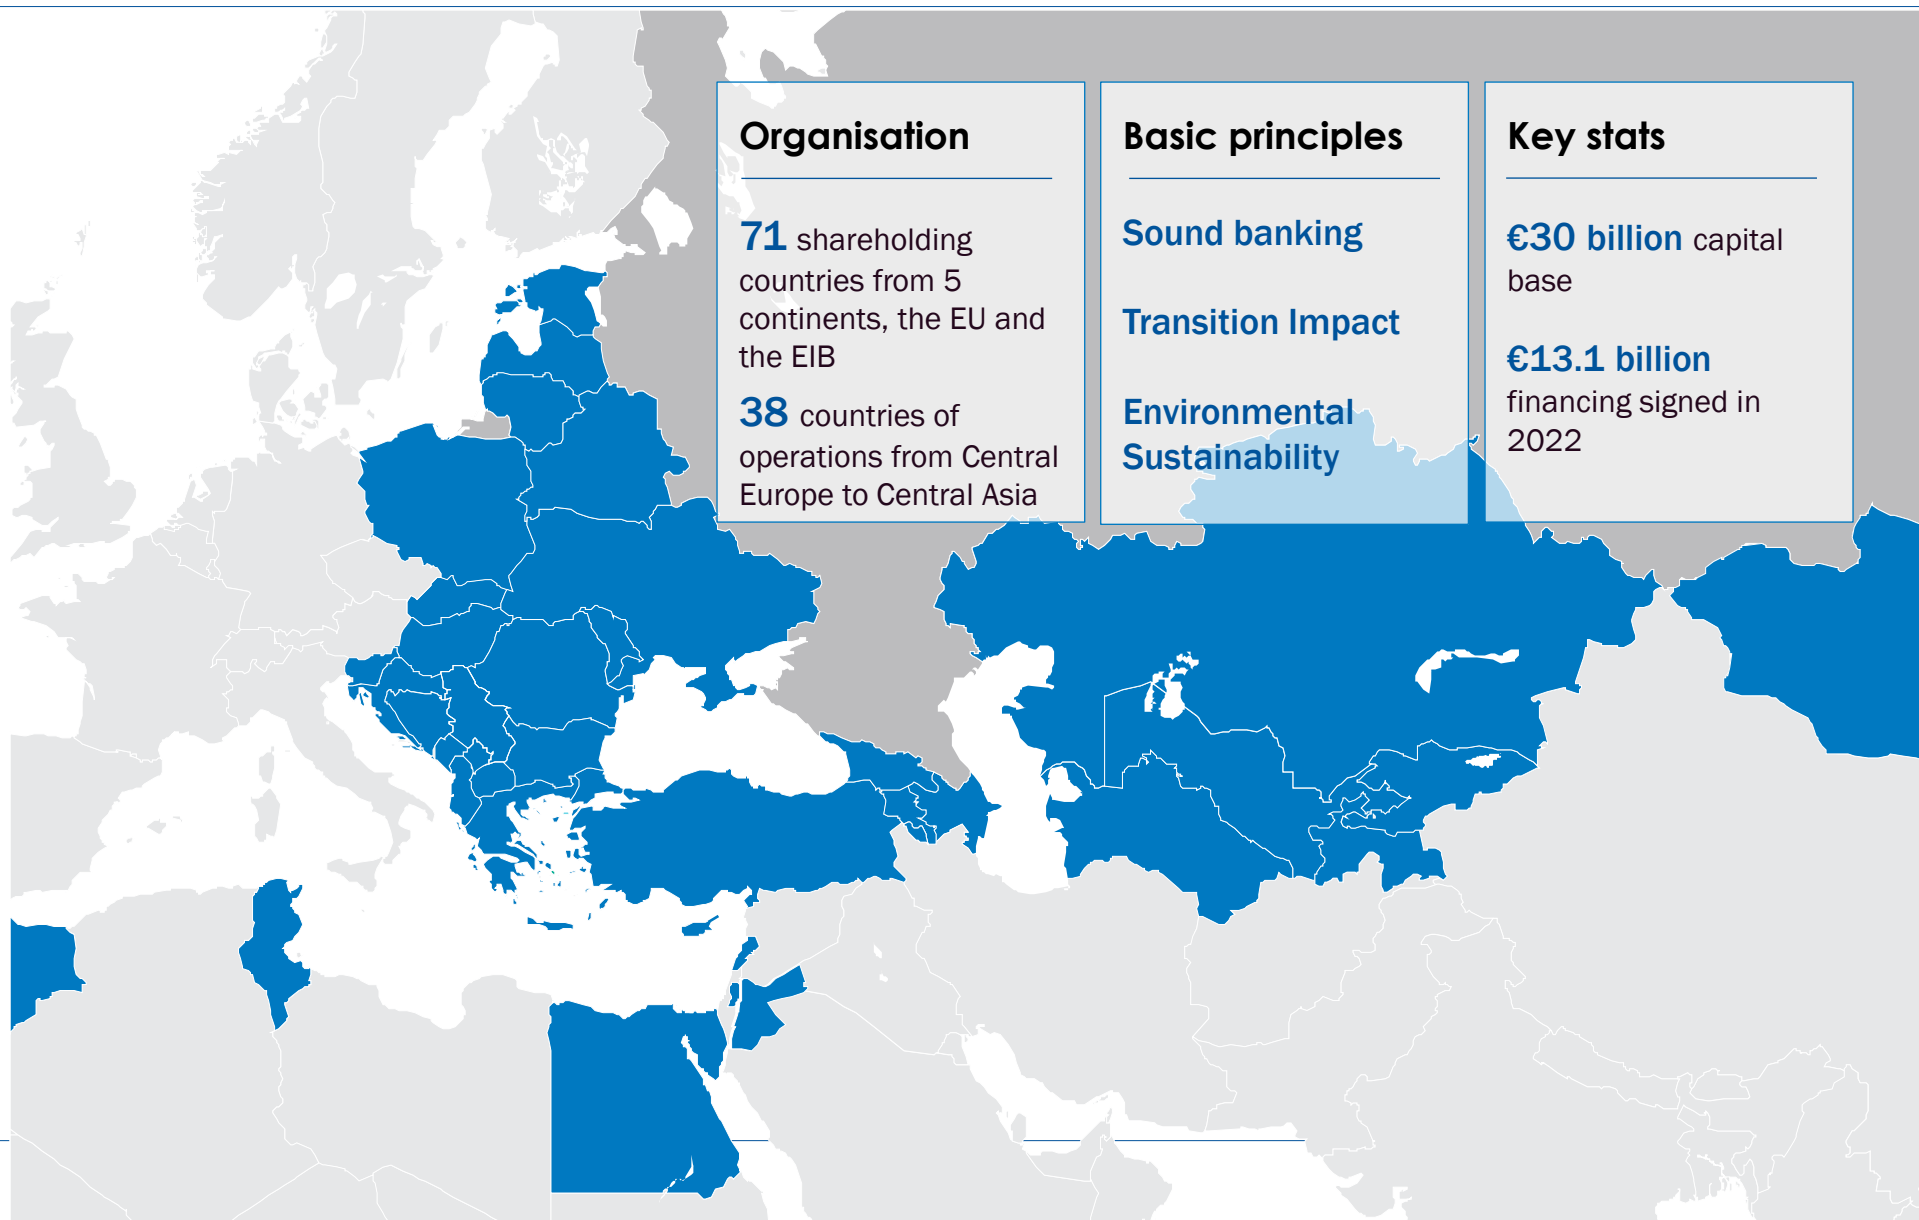 Organisation
71 shareholding
countries from 5
continents, the EU and
the EIB
38 countries of
operations from Central
Europe to Central Asia
Basic principles
Sound banking
Transition Impact
Environmental
Sustainability
Key stats
€30 billion capital
base
€13.1 billion
financing signed in
2022